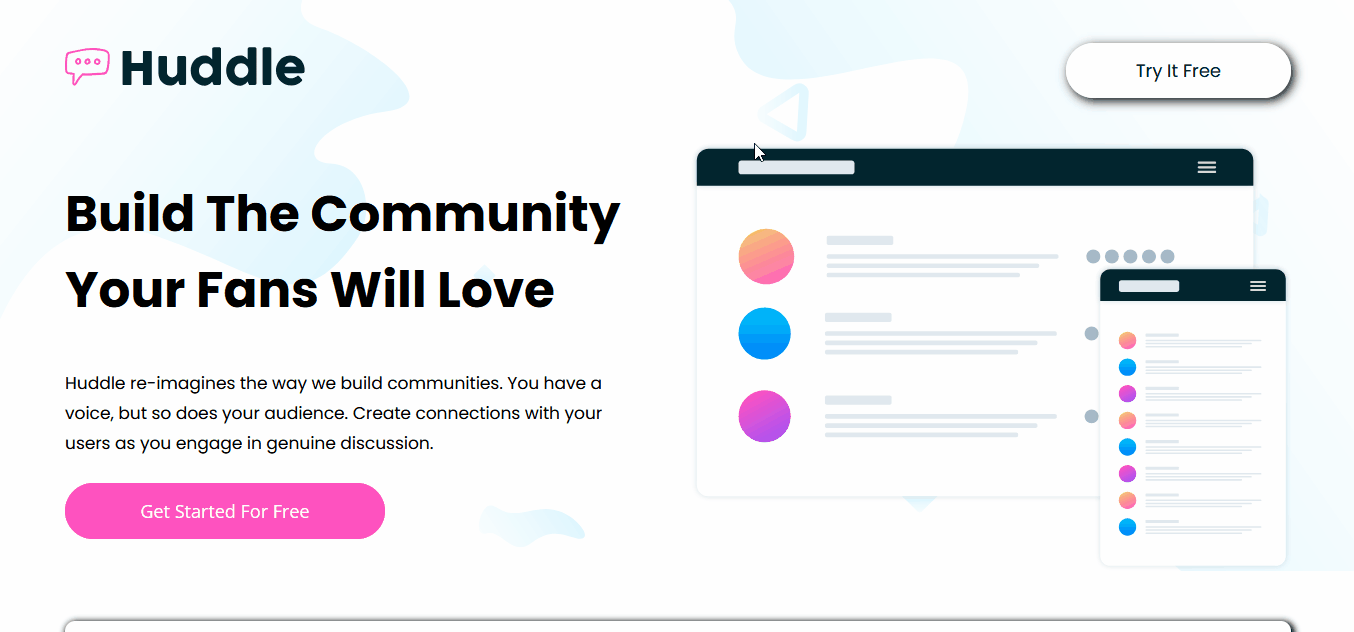 Huddle
Try It Free
Build The Community
Your Fans Will Love
Huddle re-imagines the way we build communities. You have a
voice, but so does your audience. Create connections with your
users as you engage in genuine discussion.
Get Started For Free